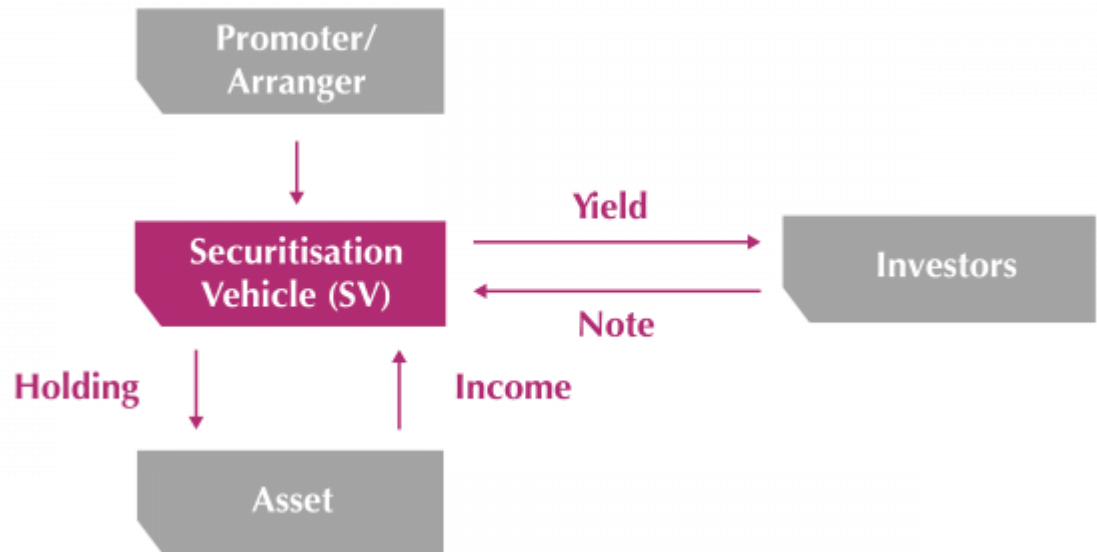 Promoter/
Arranger
Yield
Securitisation
Vehicle (SV)
Investors
Note
Holding
Income
Asset